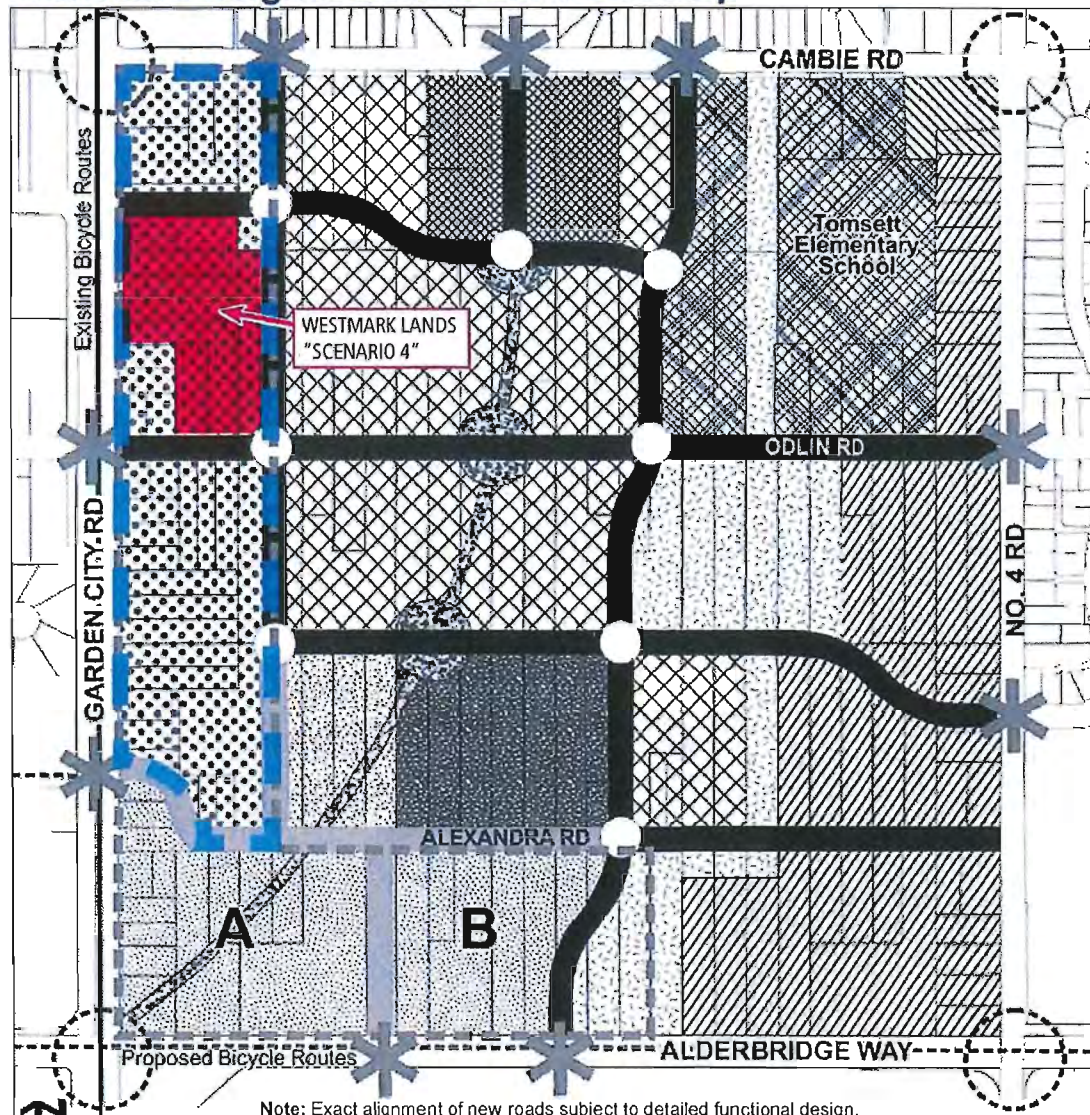 CAMBIE RD
Existing Bicycle Routes
Tomsett
Elementary
School
WESTMARK LANDS
"SCENARIO 4"
ODLIN RD
GARDEN CITY RD
NO. 4 RD
ALEXANDRA RD
A
B
Proposed Bicycle Routes
ALDERBRIDGE WAY
Note: Exact alignment of new roads subject to detailed functional design.